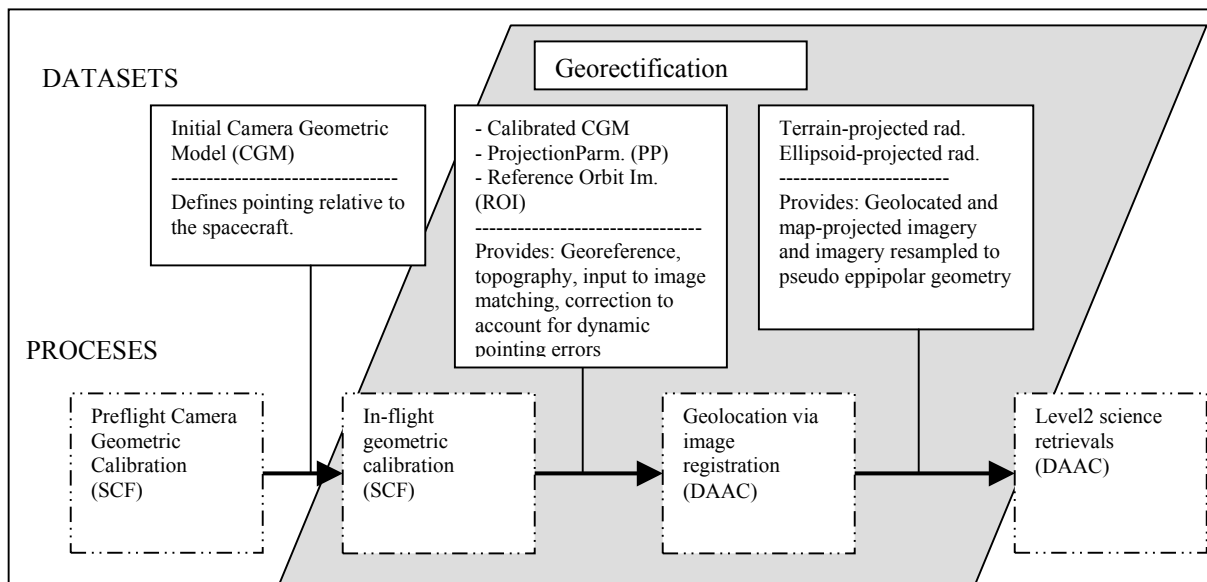 DATASETS
Georectification
Initial Camera Geometric
Model (CGM)
---------------------------------
Defines pointing relative to
the spacecraft.
- Calibrated CGM
- ProjectionParm. (PP)
- Reference Orbit Im.
(ROI)
---------------------------------
Provides: Georeference,
topography, input to image
matching, correction to
account for dynamic
pointing errors
Terrain-projected rad.
Ellipsoid-projected rad.
------------------------
Provides: Geolocated and
map-projected imagery
and imagery resampled to
pseudo eppipolar geometry
PROCESES
Preflight Camera
Geometric
Calibration
(SCF)
In-flight
geometric
calibration
(SCF)
Geolocation via
image
registration
(DAAC)
Level2 science
retrievals
(DAAC)